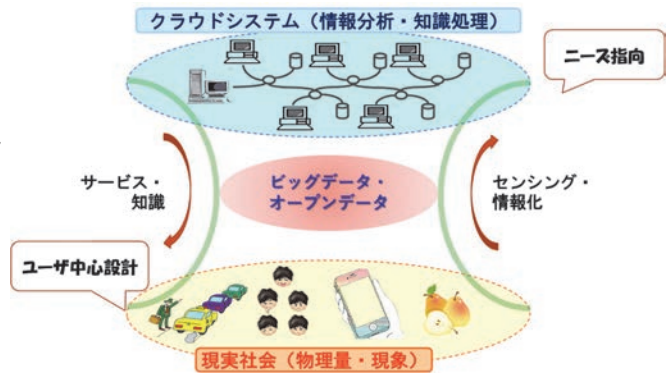 クラウドシステム（情報分析・知識処理）
ニーズ指向
サービス・
知識
ビッグデータ・
オープンデータ
センシング・
情報化
ユーザ中心設計
現実社会（物理量・現象）